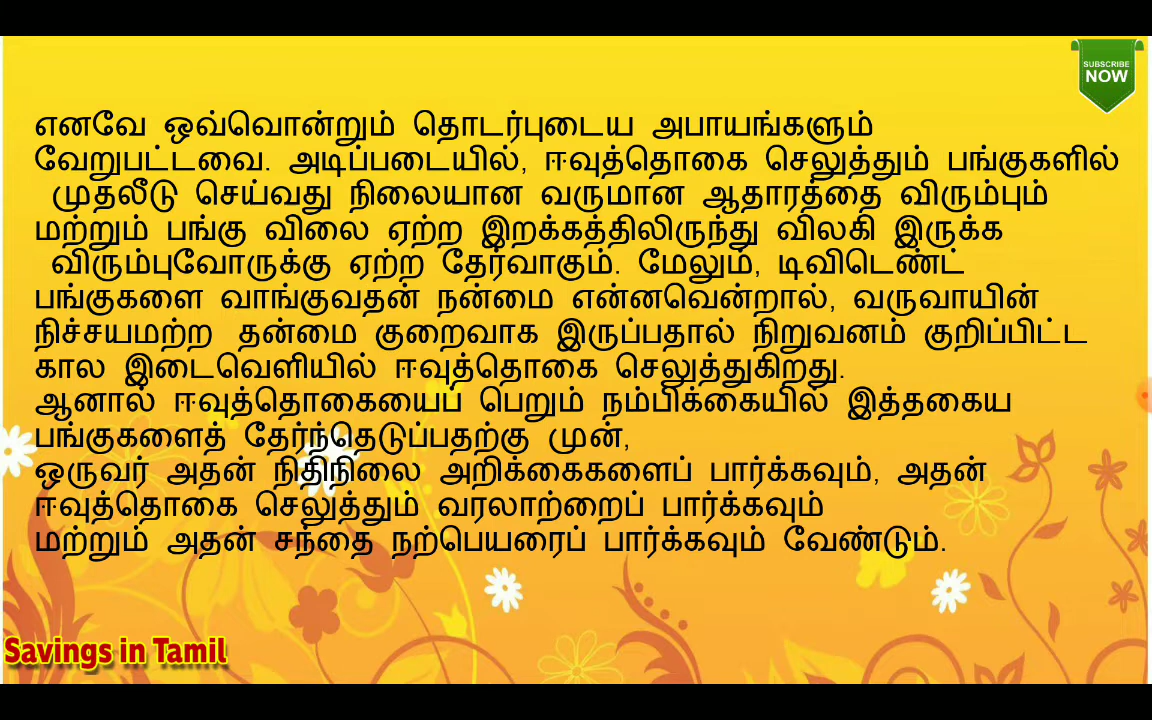 SUBSCRIBE
NOW
எனவே ஒவ்வொன்றும் தொடர்புடைய அபாயங்களும்
வேறுபட்டவை. அடிப்படையில், ஈவுத்தொகை செலுத்தும் பங்குகளில்
முதலீடு செய்வது நிலையான வருமான ஆதாரத்தை விரும்பும்
மற்றும் பங்கு விலை ஏற்ற இறக்கத்திலிருந்து விலகி இருக்க
விரும்புவோருக்கு ஏற்ற தேர்வாகும். மேலும், டிவிடெண்ட்
பங்குகளை வாங்குவதன் நன்மை என்னவென்றால், வருவாயின்
நிச்சயமற்ற தன்மை குறைவாக இருப்பதால் நிறுவனம் குறிப்பிட்ட
கால இடைவெளியில் ஈவுத்தொகை செலுத்துகிறது.
ஆனால் ஈவுத்தொகையைப் பெறும் நம்பிக்கையில் இத்தகைய
பங்குகளைத் தேர்ந்தெடுப்பதற்கு முன்,
ஒருவர் அதன் நிதிநிலை அறிக்கைகளைப் பார்க்கவும், அதன்
ஈவுத்தொகை செலுத்தும் வரலாற்றைப் பார்க்கவும்
மற்றும் அதன் சந்தை நற்பெயரைப் பார்க்கவும் வேண்டும்.
Savings in Tamil